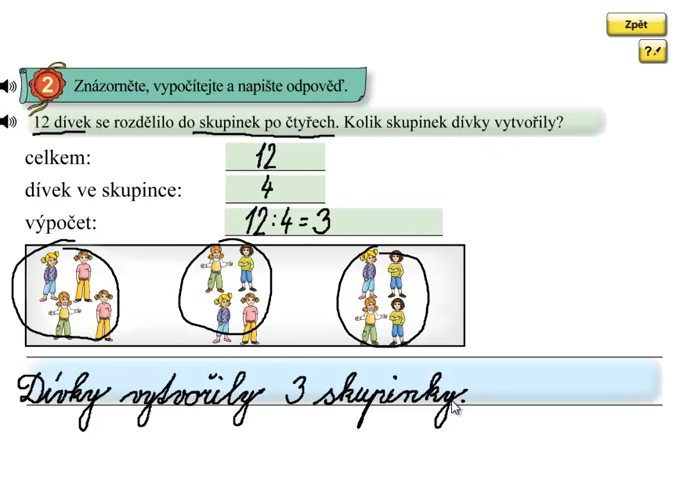 Zpět
?
2 Znázorněte, vypočítejte a napište odpověď.
12 dívek se rozdělilo do skupinek po čtyřech. Kolik skupinek dívky vytvořily?
celkem: 12
dívek ve skupince: 4
výpočet: 12:4=3
Dívky vytvořily 3 skupinky.